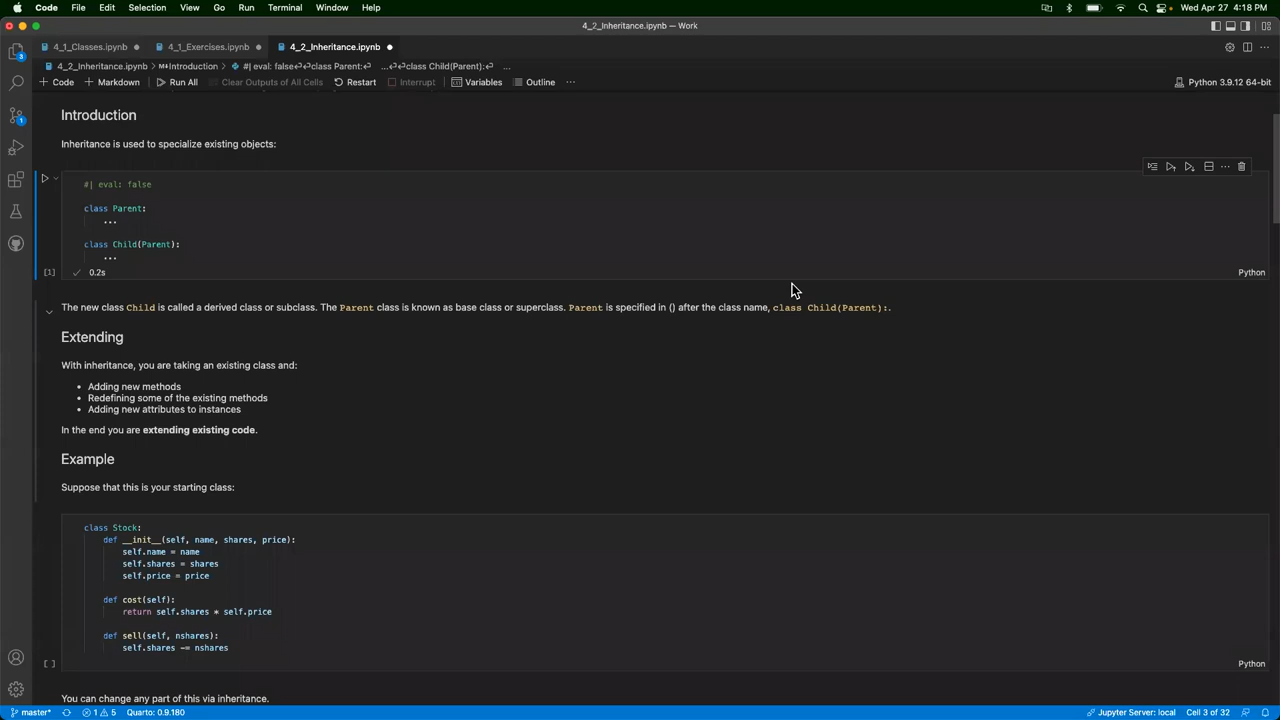 Code File Edit Selection View Go Run Terminal Window Help Wed Apr 27 4:18 PM
4_2_Inheritance.ipynb — Work
4_1_Classes.ipynb 4_1_Exercises.ipynb 4_2_Inheritance.ipynb
4_2_Inheritance.ipynb > M↓Introduction > #| eval: false↵↵class Parent:↵ ...↵↵class Child(Parent):↵ ...
+ Code + Markdown Run All Clear Outputs of All Cells Restart Interrupt Variables Outline ... Python 3.9.12 64-bit
Introduction
Inheritance is used to specialize existing objects:
#| eval: false
class Parent:
...
class Child(Parent):
...
[1] ✓ 0.2s Python
The new class Child is called a derived class or subclass. The Parent class is known as base class or superclass. Parent is specified in () after the class name, class Child(Parent):.
Extending
With inheritance, you are taking an existing class and:
• Adding new methods
• Redefining some of the existing methods
• Adding new attributes to instances
In the end you are extending existing code.
Example
Suppose that this is your starting class:
class Stock:
def __init__(self, name, shares, price):
self.name = name
self.shares = shares
self.price = price
def cost(self):
return self.shares * self.price
def sell(self, nshares):
self.shares -= nshares
[ ] Python
You can change any part of this via inheritance.
master* 1 5 Quarto: 0.9.180 Jupyter Server: local Cell 3 of 32